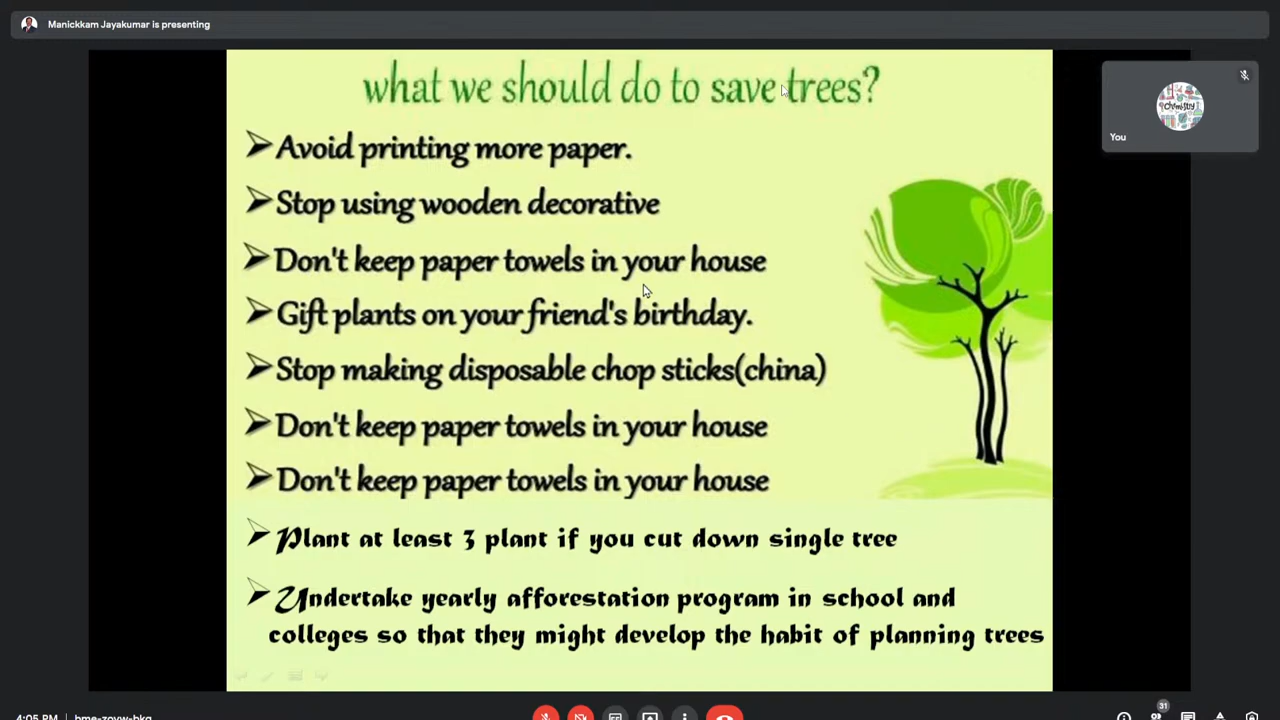 Manickkam Jayakumar is presenting
what we should do to save trees?
Avoid printing more paper.
Stop using wooden decorative
Don't keep paper towels in your house
Gift plants on your friend's birthday.
Stop making disposable chop sticks(china)
Don't keep paper towels in your house
Don't keep paper towels in your house
Plant at least 3 plant if you cut down single tree
Undertake yearly afforestation program in school and
colleges so that they might develop the habit of planning trees
Chemistry
You
31
4:05 PM